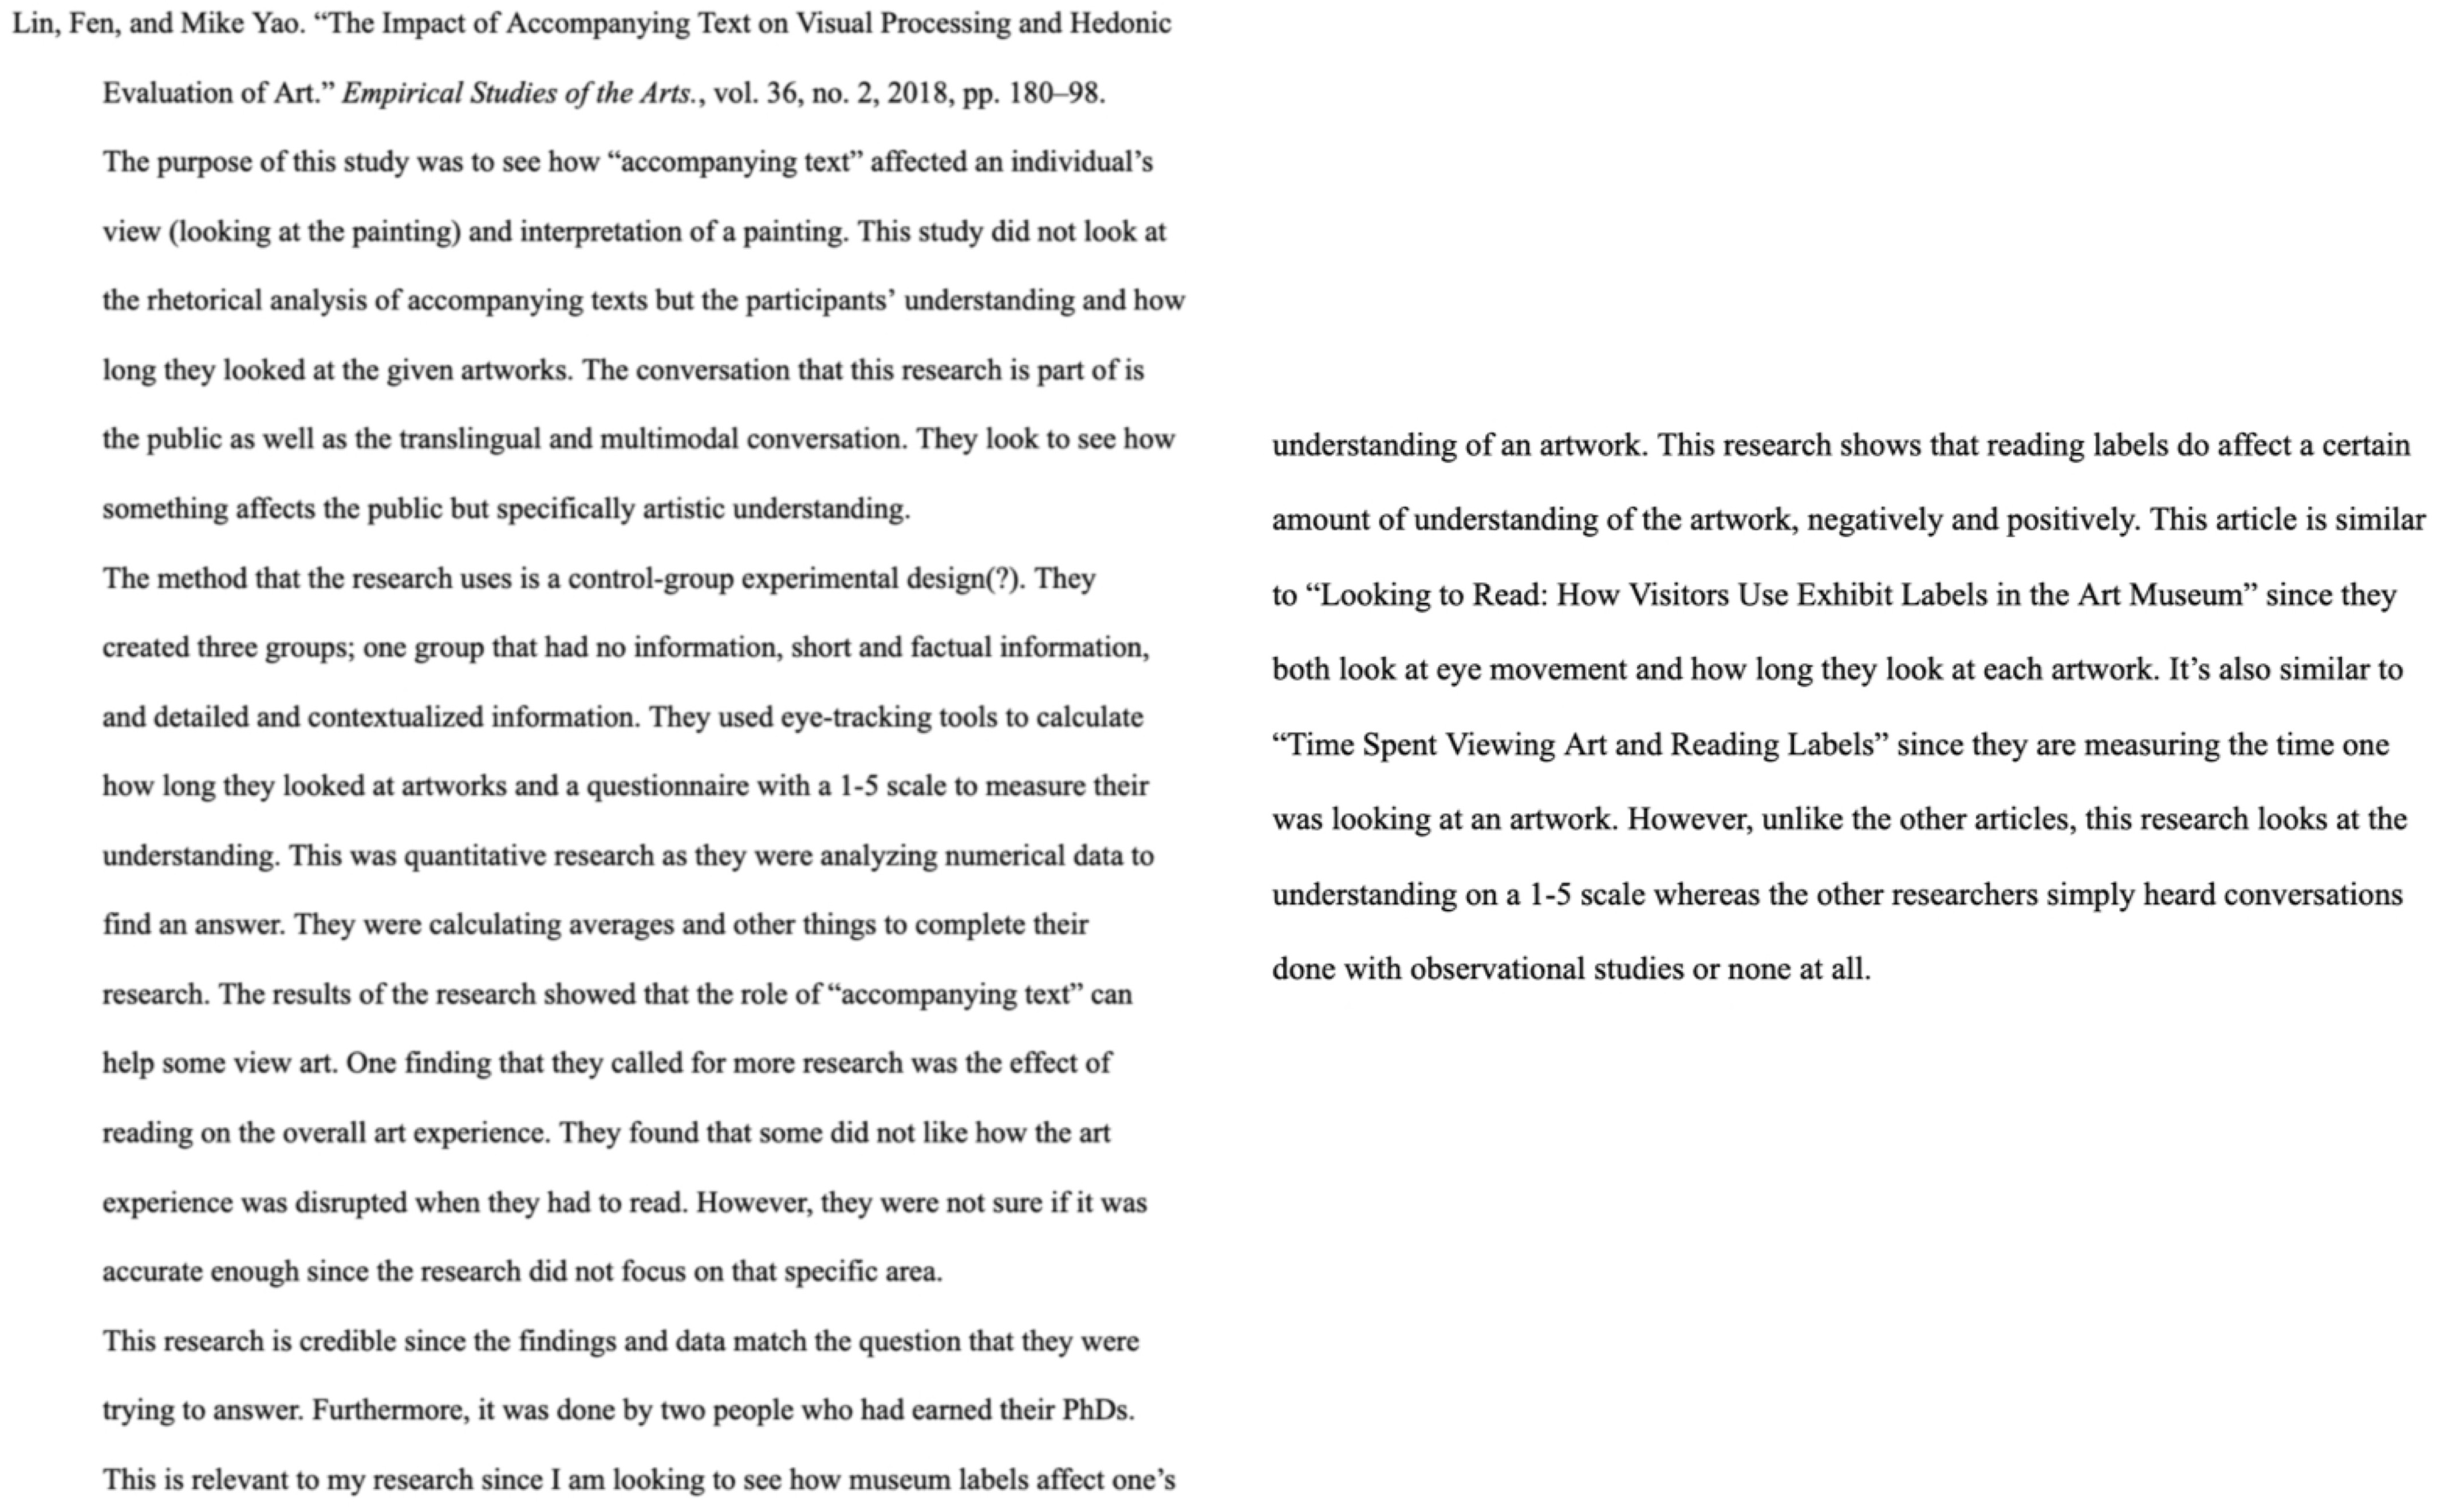 Lin, Fen, and Mike Yao. “The Impact of Accompanying Text on Visual Processing and Hedonic
Evaluation of Art.” Empirical Studies of the Arts., vol. 36, no. 2, 2018, pp. 180–98.
The purpose of this study was to see how “accompanying text” affected an individual’s
view (looking at the painting) and interpretation of a painting. This study did not look at
the rhetorical analysis of accompanying texts but the participants’ understanding and how
long they looked at the given artworks. The conversation that this research is part of is
the public as well as the translingual and multimodal conversation. They look to see how
something affects the public but specifically artistic understanding.
The method that the research uses is a control-group experimental design(?). They
created three groups; one group that had no information, short and factual information,
and detailed and contextualized information. They used eye-tracking tools to calculate
how long they looked at artworks and a questionnaire with a 1-5 scale to measure their
understanding. This was quantitative research as they were analyzing numerical data to
find an answer. They were calculating averages and other things to complete their
research. The results of the research showed that the role of “accompanying text” can
help some view art. One finding that they called for more research was the effect of
reading on the overall art experience. They found that some did not like how the art
experience was disrupted when they had to read. However, they were not sure if it was
accurate enough since the research did not focus on that specific area.
This research is credible since the findings and data match the question that they were
trying to answer. Furthermore, it was done by two people who had earned their PhDs.
This is relevant to my research since I am looking to see how museum labels affect one’s
understanding of an artwork. This research shows that reading labels do affect a certain
amount of understanding of the artwork, negatively and positively. This article is similar
to “Looking to Read: How Visitors Use Exhibit Labels in the Art Museum” since they
both look at eye movement and how long they look at each artwork. It’s also similar to
“Time Spent Viewing Art and Reading Labels” since they are measuring the time one
was looking at an artwork. However, unlike the other articles, this research looks at the
understanding on a 1-5 scale whereas the other researchers simply heard conversations
done with observational studies or none at all.